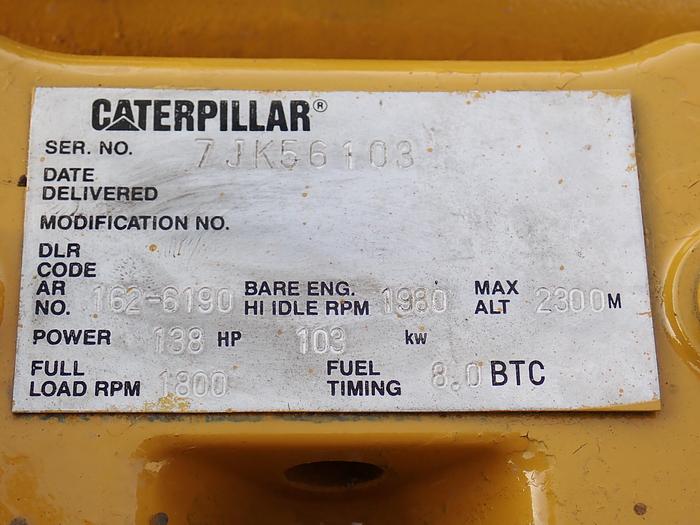 CATERPILLAR®
SER. NO. 7JK56103
DATE
DELIVERED
MODIFICATION NO.
DLR
CODE
AR
NO. 162-6190 BARE ENG. HI IDLE RPM 1980 MAX ALT 2300M
POWER 138 HP 103 kw
FULL
LOAD RPM 1800 FUEL TIMING 8.0 BTC